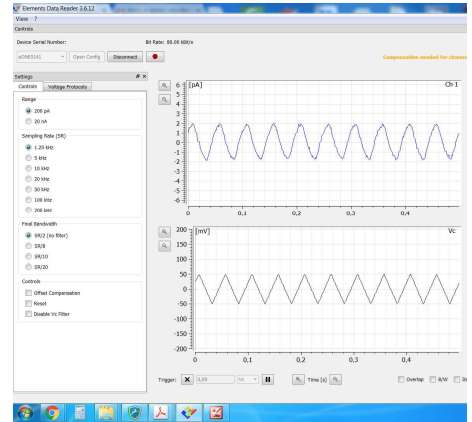 Elements Data Reader 3.6.12
View ?
Controls
Device Serial Number:
Bit Rate: 88.00 kBit/s
eONE0141
Open Config
Disconnect
Compensation needed for channe
Settings
Controls
Voltage Protocols
Range
200 pA
20 nA
Sampling Rate (SR)
1.25 kHz
5 kHz
10 kHz
20 kHz
50 kHz
100 kHz
200 kHz
Final Bandwidth
SR/2 (no filter)
SR/8
SR/10
SR/20
Controls
Offset Compensation
Reset
Disable Vc Filter
[pA]
Ch 1
6
5
4
3
2
1
0
-1
-2
-3
-4
-5
-6
0 0,1 0,2 0,3 0,4
[mV]
Vc
200
150
100
50
0
-50
-100
-150
-200
0 0,1 0,2 0,3 0,4
Trigger: X 0,00 Vc
Time [s]
Overlap
B/W